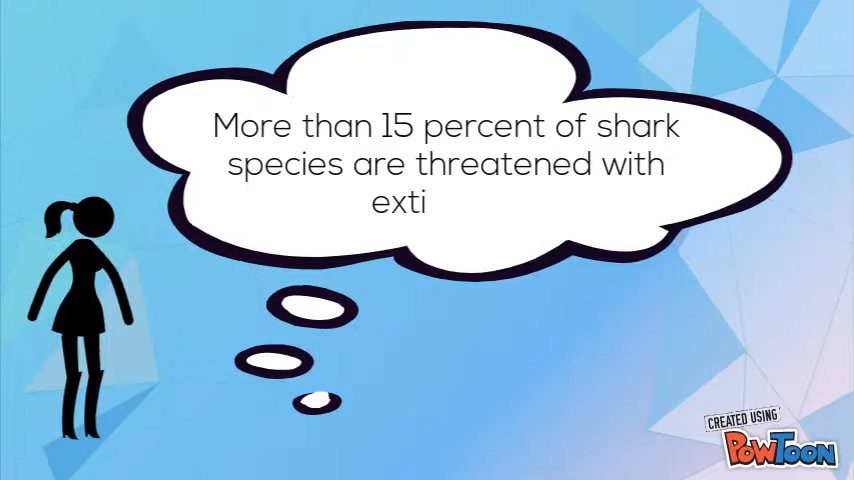 More than 15 percent of shark
species are threatened with
exti
CREATED USING
POWTOON